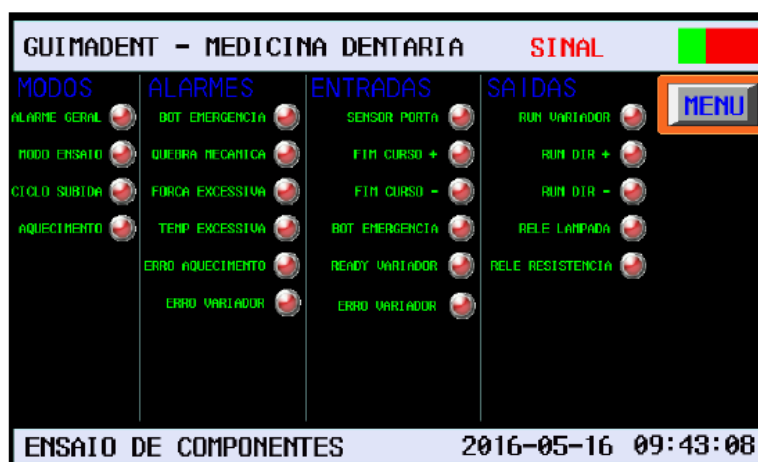 GUIMADENT - MEDICINA DENTARIA SINAL
MENU
MODOS
ALARME GERAL
MODO ENSAIO
CICLO SUBIDA
AQUECIMENTO
ALARMES
BOT EMERGENCIA
QUEBRA MECANICA
FORCA EXCESSIVA
TEMP EXCESSIVA
ERRO AQUECIMENTO
ERRO VARIADOR
ENTRADAS
SENSOR PORTA
FIM CURSO +
FIM CURSO -
BOT EMERGENCIA
READY VARIADOR
ERRO VARIADOR
SAIDAS
RUN VARIADOR
RUN DIR +
RUN DIR -
RELE LAMPADA
RELE RESISTENCIA
ENSAIO DE COMPONENTES 2016-05-16 09:43:08